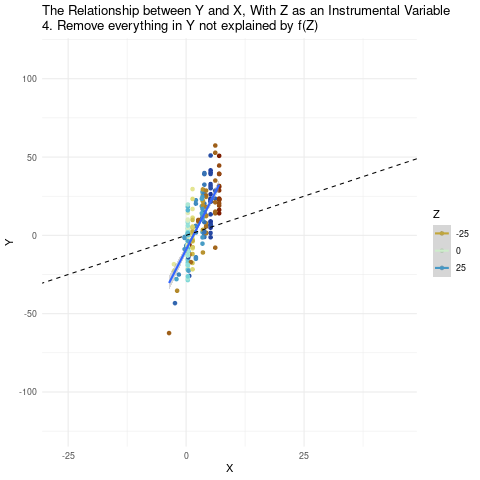 The Relationship between Y and X, With Z as an Instrumental Variable
4. Remove everything in Y not explained by f(Z)
100
50
0
-50
-100
Y
-25
0
25
X
Z
-25
0
25